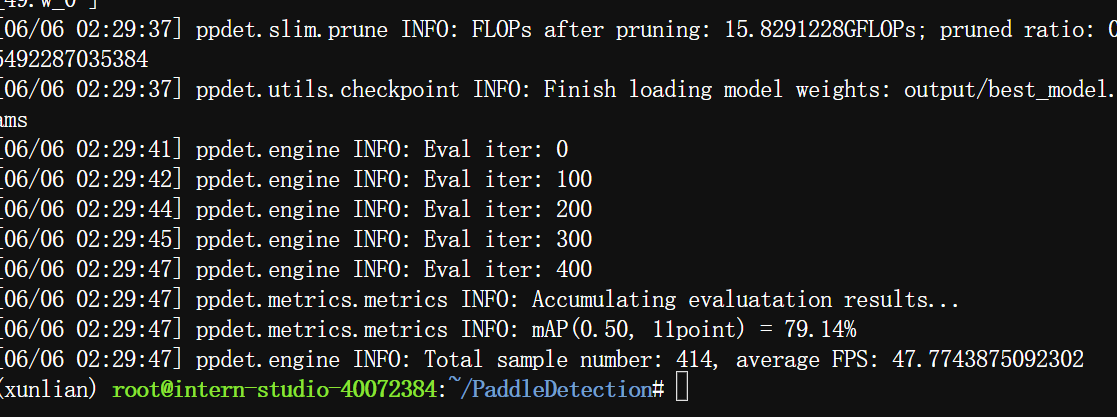 [49.w_0"]
[06/06 02:29:37] ppdet.slim.prune INFO: FLOPs after pruning: 15.8291228GFLOPs; pruned ratio: 0
5492287035384
[06/06 02:29:37] ppdet.utils.checkpoint INFO: Finish loading model weights: output/best_model.
ams
[06/06 02:29:41] ppdet.engine INFO: Eval iter: 0
[06/06 02:29:42] ppdet.engine INFO: Eval iter: 100
[06/06 02:29:44] ppdet.engine INFO: Eval iter: 200
[06/06 02:29:45] ppdet.engine INFO: Eval iter: 300
[06/06 02:29:47] ppdet.engine INFO: Eval iter: 400
[06/06 02:29:47] ppdet.metrics.metrics INFO: Accumulating evaluatation results...
[06/06 02:29:47] ppdet.metrics.metrics INFO: mAP(0.50, 11point) = 79.14%
[06/06 02:29:47] ppdet.engine INFO: Total sample number: 414, average FPS: 47.7743875092302
(xunlian) root@intern-studio-40072384:~/PaddleDetection#